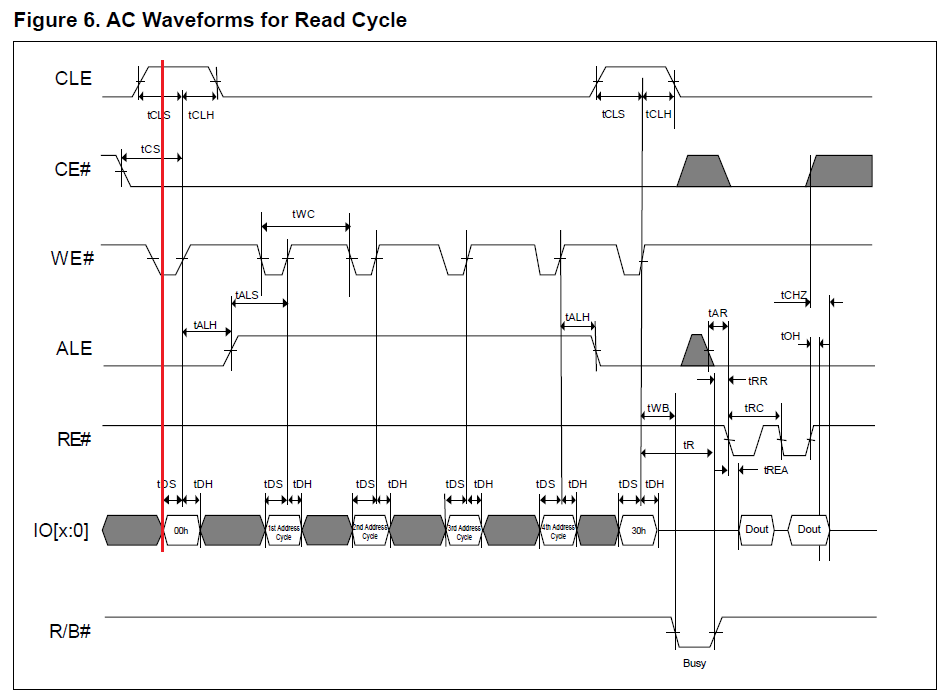 Figure 6. AC Waveforms for Read Cycle
CLE
tCLS tCLH tCLS tCLH
CE#
tCS
WE#
tWC
tALS
tALH tALH
ALE
tCHZ
tAR
tOH
tRR
RE#
tWB tRC
tR
tREA
tDS tDH tDS tDH tDS tDH tDS tDH tDS tDH tDS tDH
IO[x:0]
00h
1st Address
Cycle
2nd Address
Cycle
3rd Address
Cycle
4th Address
Cycle
30h
Dout
Dout
R/B#
Busy